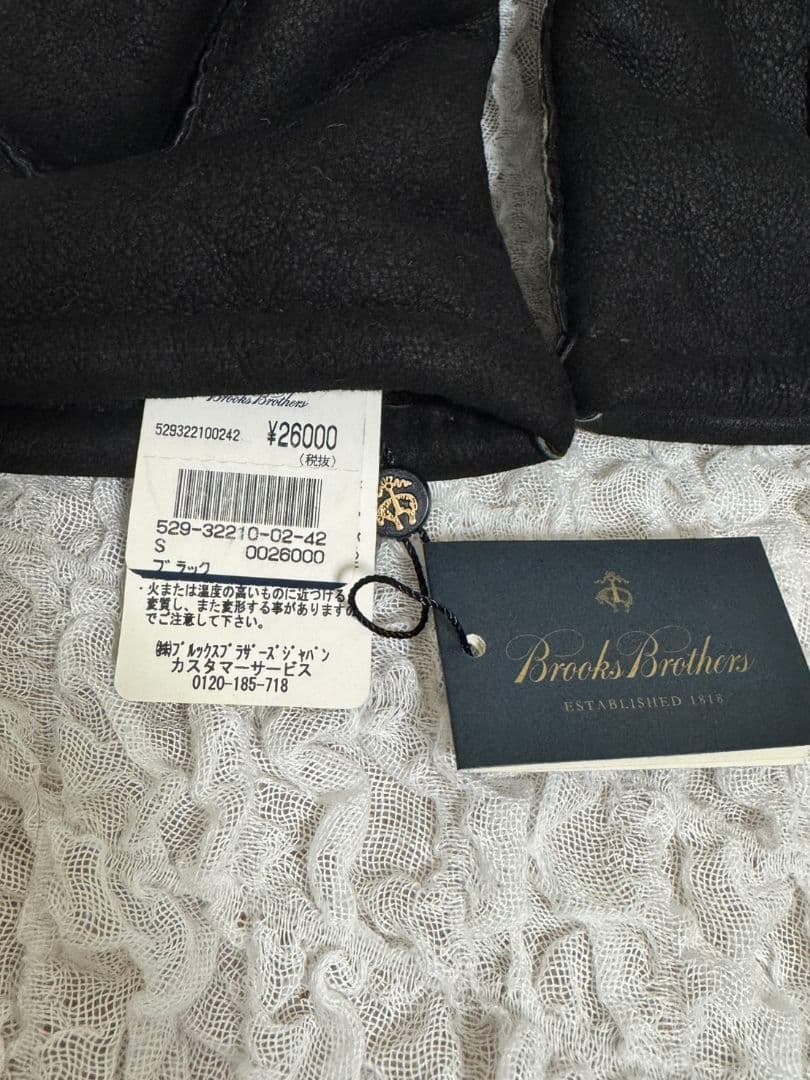 Brooks Brothers
529322100242 ¥26000
(税抜)
529-32210-02-42
S 0026000
ブラック
・火または温度の高いものに近づけると
変質し、また変形する事がありますの
でご注意して下さい。
㈱ブルックスブラザーズジャパン
カスタマーサービス
0120-185-718
Brooks Brothers
ESTABLISHED 1818